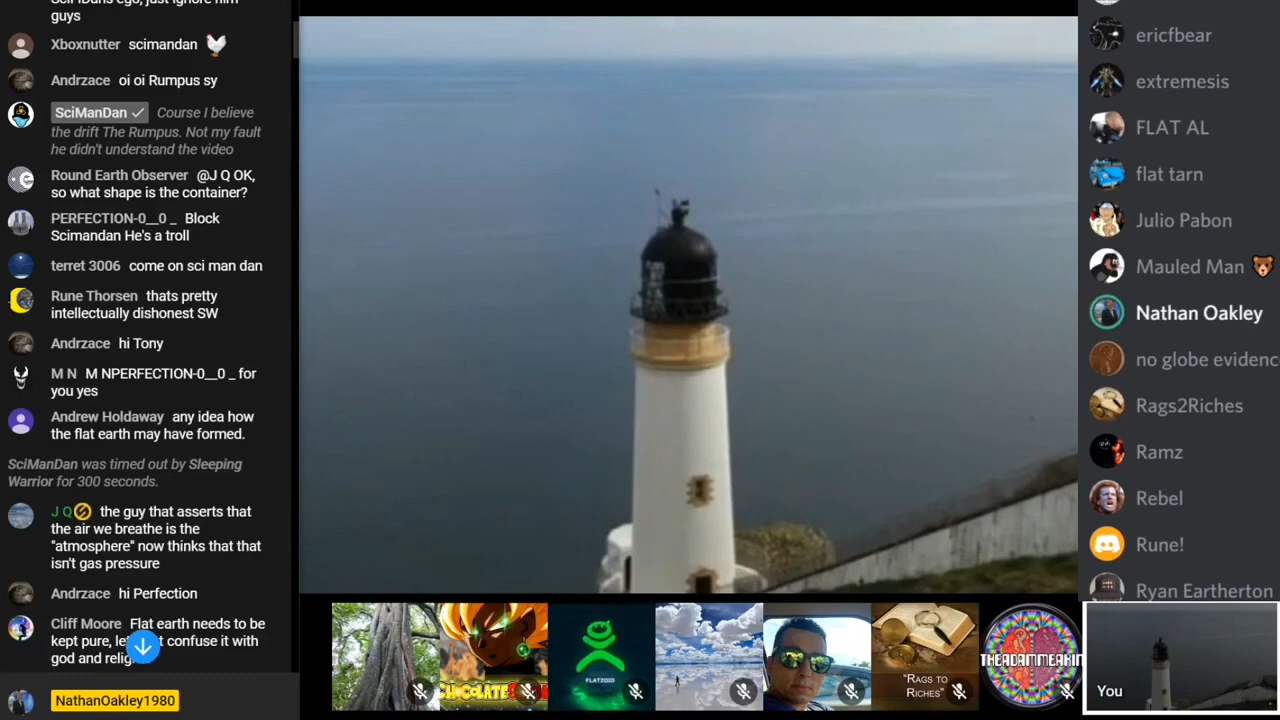 guys
Xboxnutter scimandan
Andrzace oi oi Rumpus sy
SciManDan Course I believe
the drift The Rumpus. Not my fault
he didn't understand the video
Round Earth Observer @J Q OK,
so what shape is the container?
PERFECTION-0__0 _ Block
Scimandan He's a troll
terret 3006 come on sci man dan
Rune Thorsen thats pretty
intellectually dishonest SW
Andrzace hi Tony
M N M NPERFECTION-0__0 _ for
you yes
Andrew Holdaway any idea how
the flat earth may have formed.
SciManDan was timed out by Sleeping
Warrior for 300 seconds.
J Q the guy that asserts that
the air we breathe is the
"atmosphere" now thinks that that
isn't gas pressure
Andrzace hi Perfection
Cliff Moore Flat earth needs to be
kept pure, confuse it with
god and
NathanOakley1980
FLATZOID
"RAGS TO
RICHES"
You
ericfbear
extremesis
FLAT AL
flat tarn
Julio Pabon
Mauled Man
Nathan Oakley
no globe
Rags2Riches
Ramz
Rebel
Rune!
Ryan Eartherton